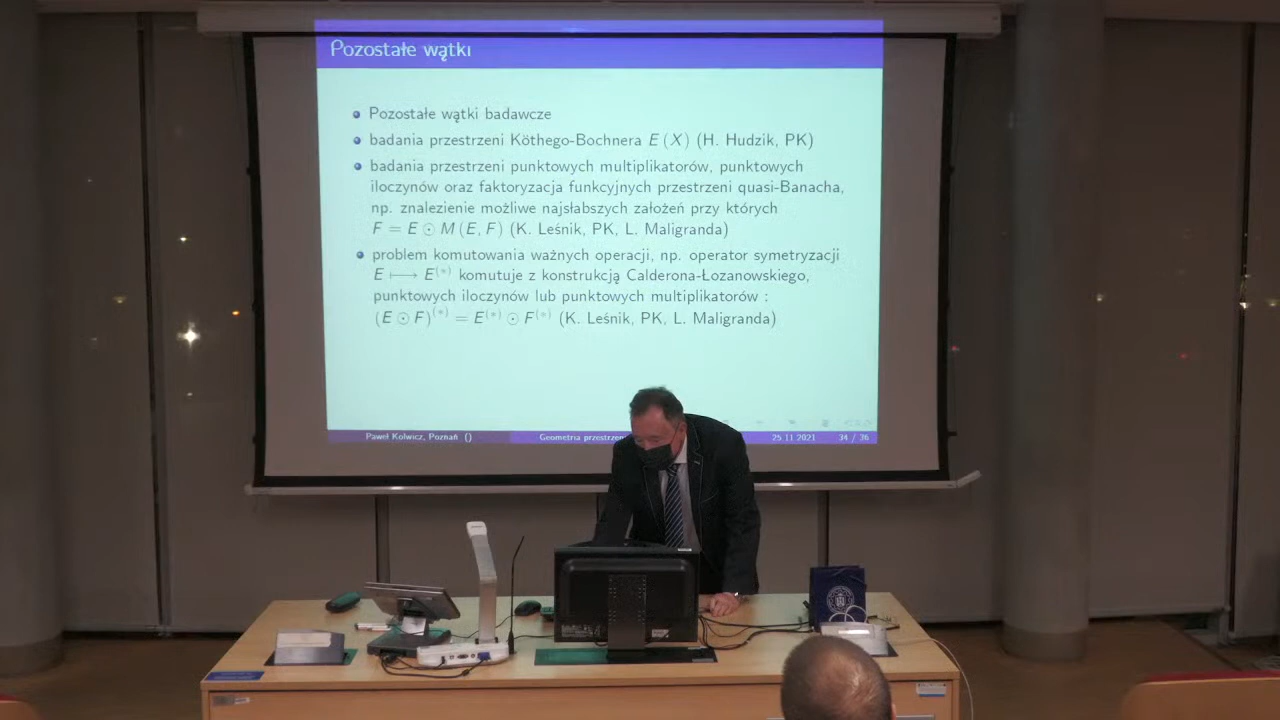 Pozostałe wątki
Pozostałe wątki badawcze
badania przestrzeni Köthego-Bochnera E (X) (H. Hudzik, PK)
badania przestrzeni punktowych multiplikatorów, punktowych
iloczynów oraz faktoryzacja funkcyjnych przestrzeni quasi-Banacha,
np. znalezienie możliwe najsłabszych założeń przy których
F = E ⊙ M (E, F) (K. Leśnik, PK, L. Maligranda)
problem komutowania ważnych operacji, np. operator symetryzacji
E ⟼ E^(∗) komutuje z konstrukcją Calderona-Łozanowskiego,
punktowych iloczynów lub punktowych multiplikatorów :
(E ⊙ F)^(∗) = E^(∗) ⊙ F^(∗) (K. Leśnik, PK, L. Maligranda)
Paweł Kolwicz, Poznań () Geometria przestrzen 25 11 2021 34 / 36